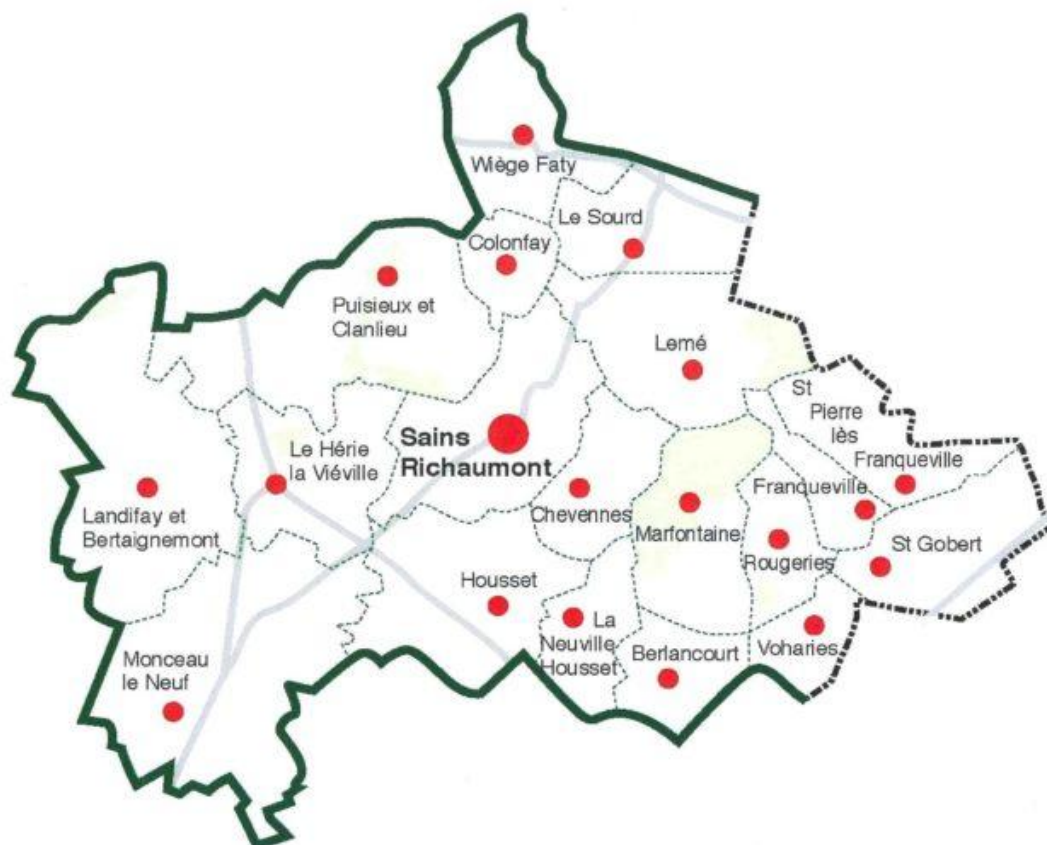 Wiège Faty
Le Sourd
Colonfay
Puisieux et
Clanlieu
Lemé
St
Pierre
lès
Franqueville
Sains
Richaumont
Le Hérie
la Viéville
Franqueville
Landifay et
Bertaignemont
Chevennes
Marfontaine
Rougeries
St Gobert
Housset
La
Neuville
Housset
Voharies
Berlancourt
Monceau
le Neuf